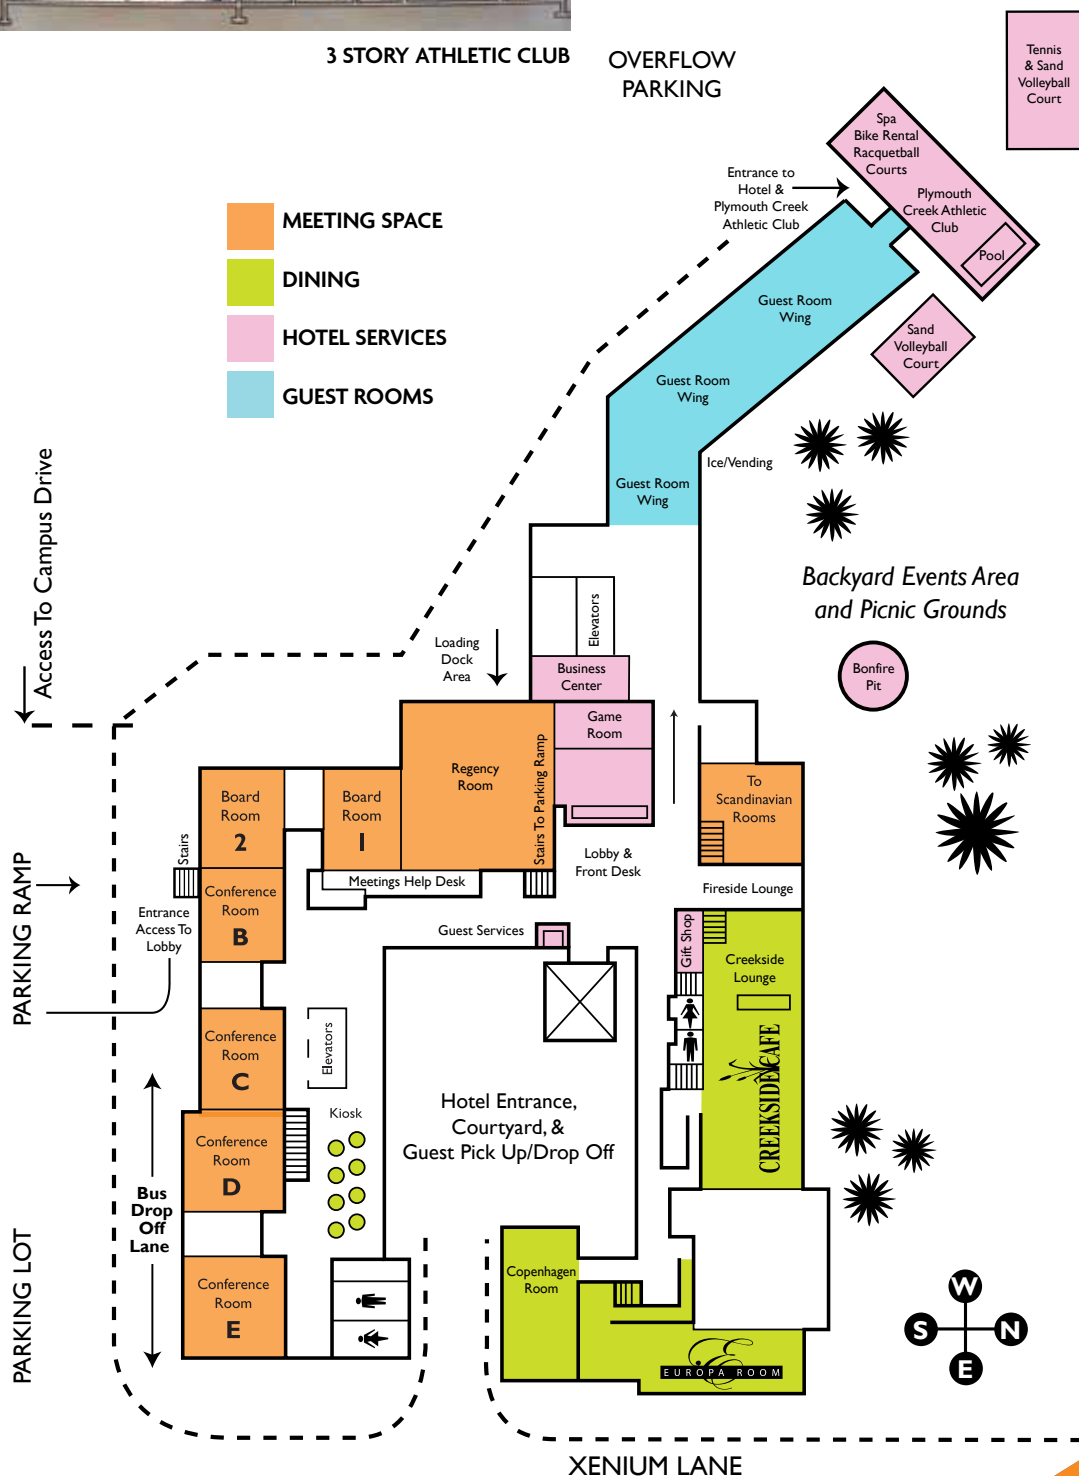 3 STORY ATHLETIC CLUB
OVERFLOW
PARKING
Tennis
& Sand
Volleyball
Court
Spa
Bike Rental
Racquetball
Courts
Plymouth
Creek Athletic
Club
Pool
Entrance to
Hotel &
Plymouth Creek
Athletic Club
MEETING SPACE
DINING
HOTEL SERVICES
GUEST ROOMS
Guest Room
Wing
Sand
Volleyball
Court
Guest Room
Wing
Ice/Vending
Guest Room
Wing
Access To Campus Drive
Backyard Events Area
and Picnic Grounds
Elevators
Loading
Dock
Area
Business
Center
Bonfire
Pit
Game
Room
Regency
Room
Stairs To Parking Ramp
To
Scandinavian
Rooms
Board
Room
2
Board
Room
1
Stairs
Lobby &
Front Desk
Meetings Help Desk
Fireside Lounge
PARKING RAMP
Conference
Room
B
Entrance
Access To
Lobby
Guest Services
Gift Shop
Creekside
Lounge
Conference
Room
C
Elevators
CREEKSIDE CAFE
Kiosk
Hotel Entrance,
Courtyard, &
Guest Pick Up/Drop Off
Conference
Room
D
Bus
Drop
Off
Lane
PARKING LOT
Copenhagen
Room
Conference
Room
E
W
S
N
E
E
EUROPA ROOM
XENIUM LANE